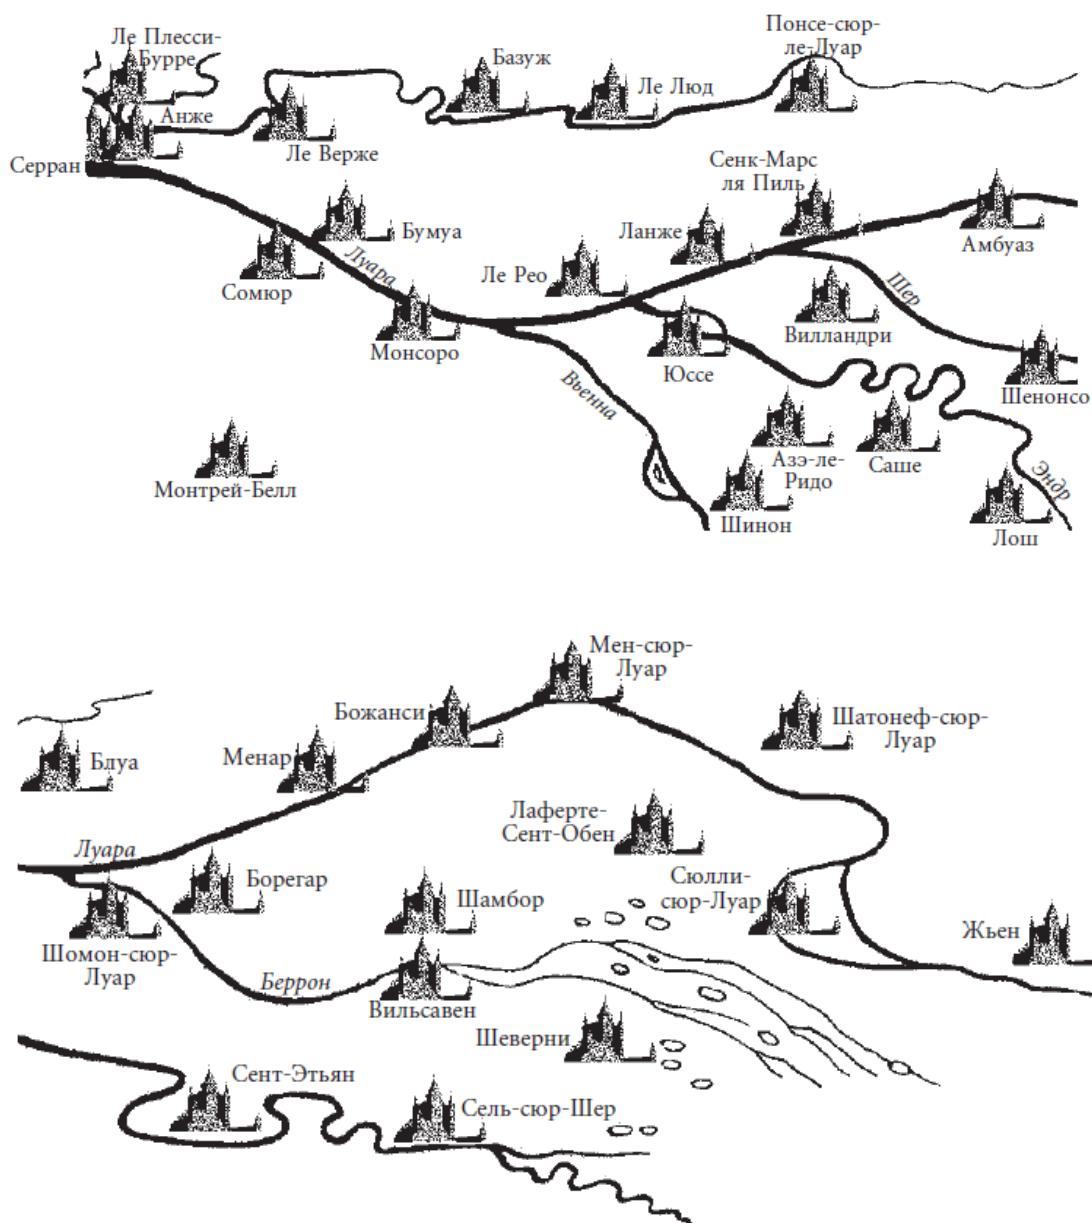 Ле Плесси-
Бурре
Понсе-сюр-
ле-Луар
Базуж
Ле Люд
Анже
Ле Верже
Серран
Сенк-Марс
ля Пиль
Бумуа
Ланже
Амбуаз
Ле Рео
Луара
Сомюр
Шер
Монсоро
Вилландри
Юссе
Вьенна
Шенонсо
Азэ-ле-
Ридо
Саше
Монтрей-Белл
Эндр
Шинон
Лош
Мен-сюр-
Луар
Божанси
Шатонеф-сюр-
Луар
Блуа
Менар
Лаферте-
Сент-Обен
Луара
Борегар
Шамбор
Сюлли-
сюр-Луар
Жьен
Шомон-сюр-
Луар
Беррон
Вильсавен
Шеверни
Сент-Этьян
Сель-сюр-Шер